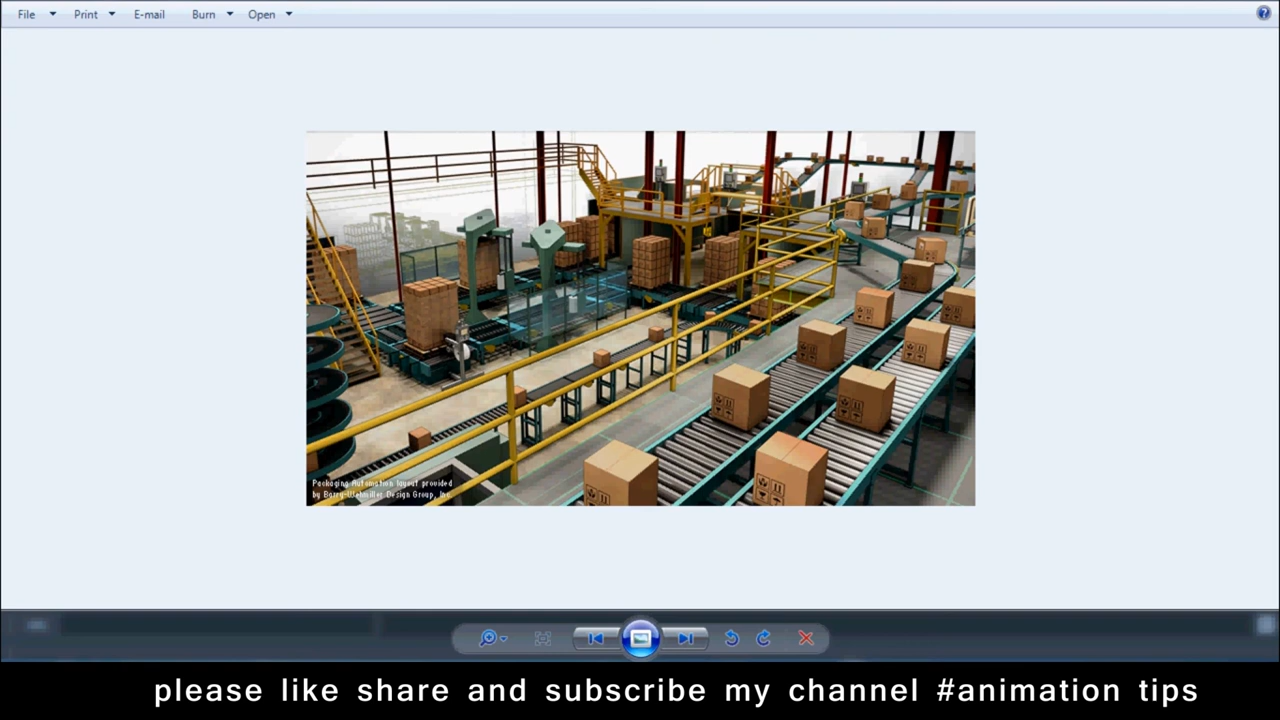 File Print E-mail Burn Open
Packaging Automation layout provided
by Barry-Wehmiller Design Group, Inc.
please like share and subscribe my channel #animation tips